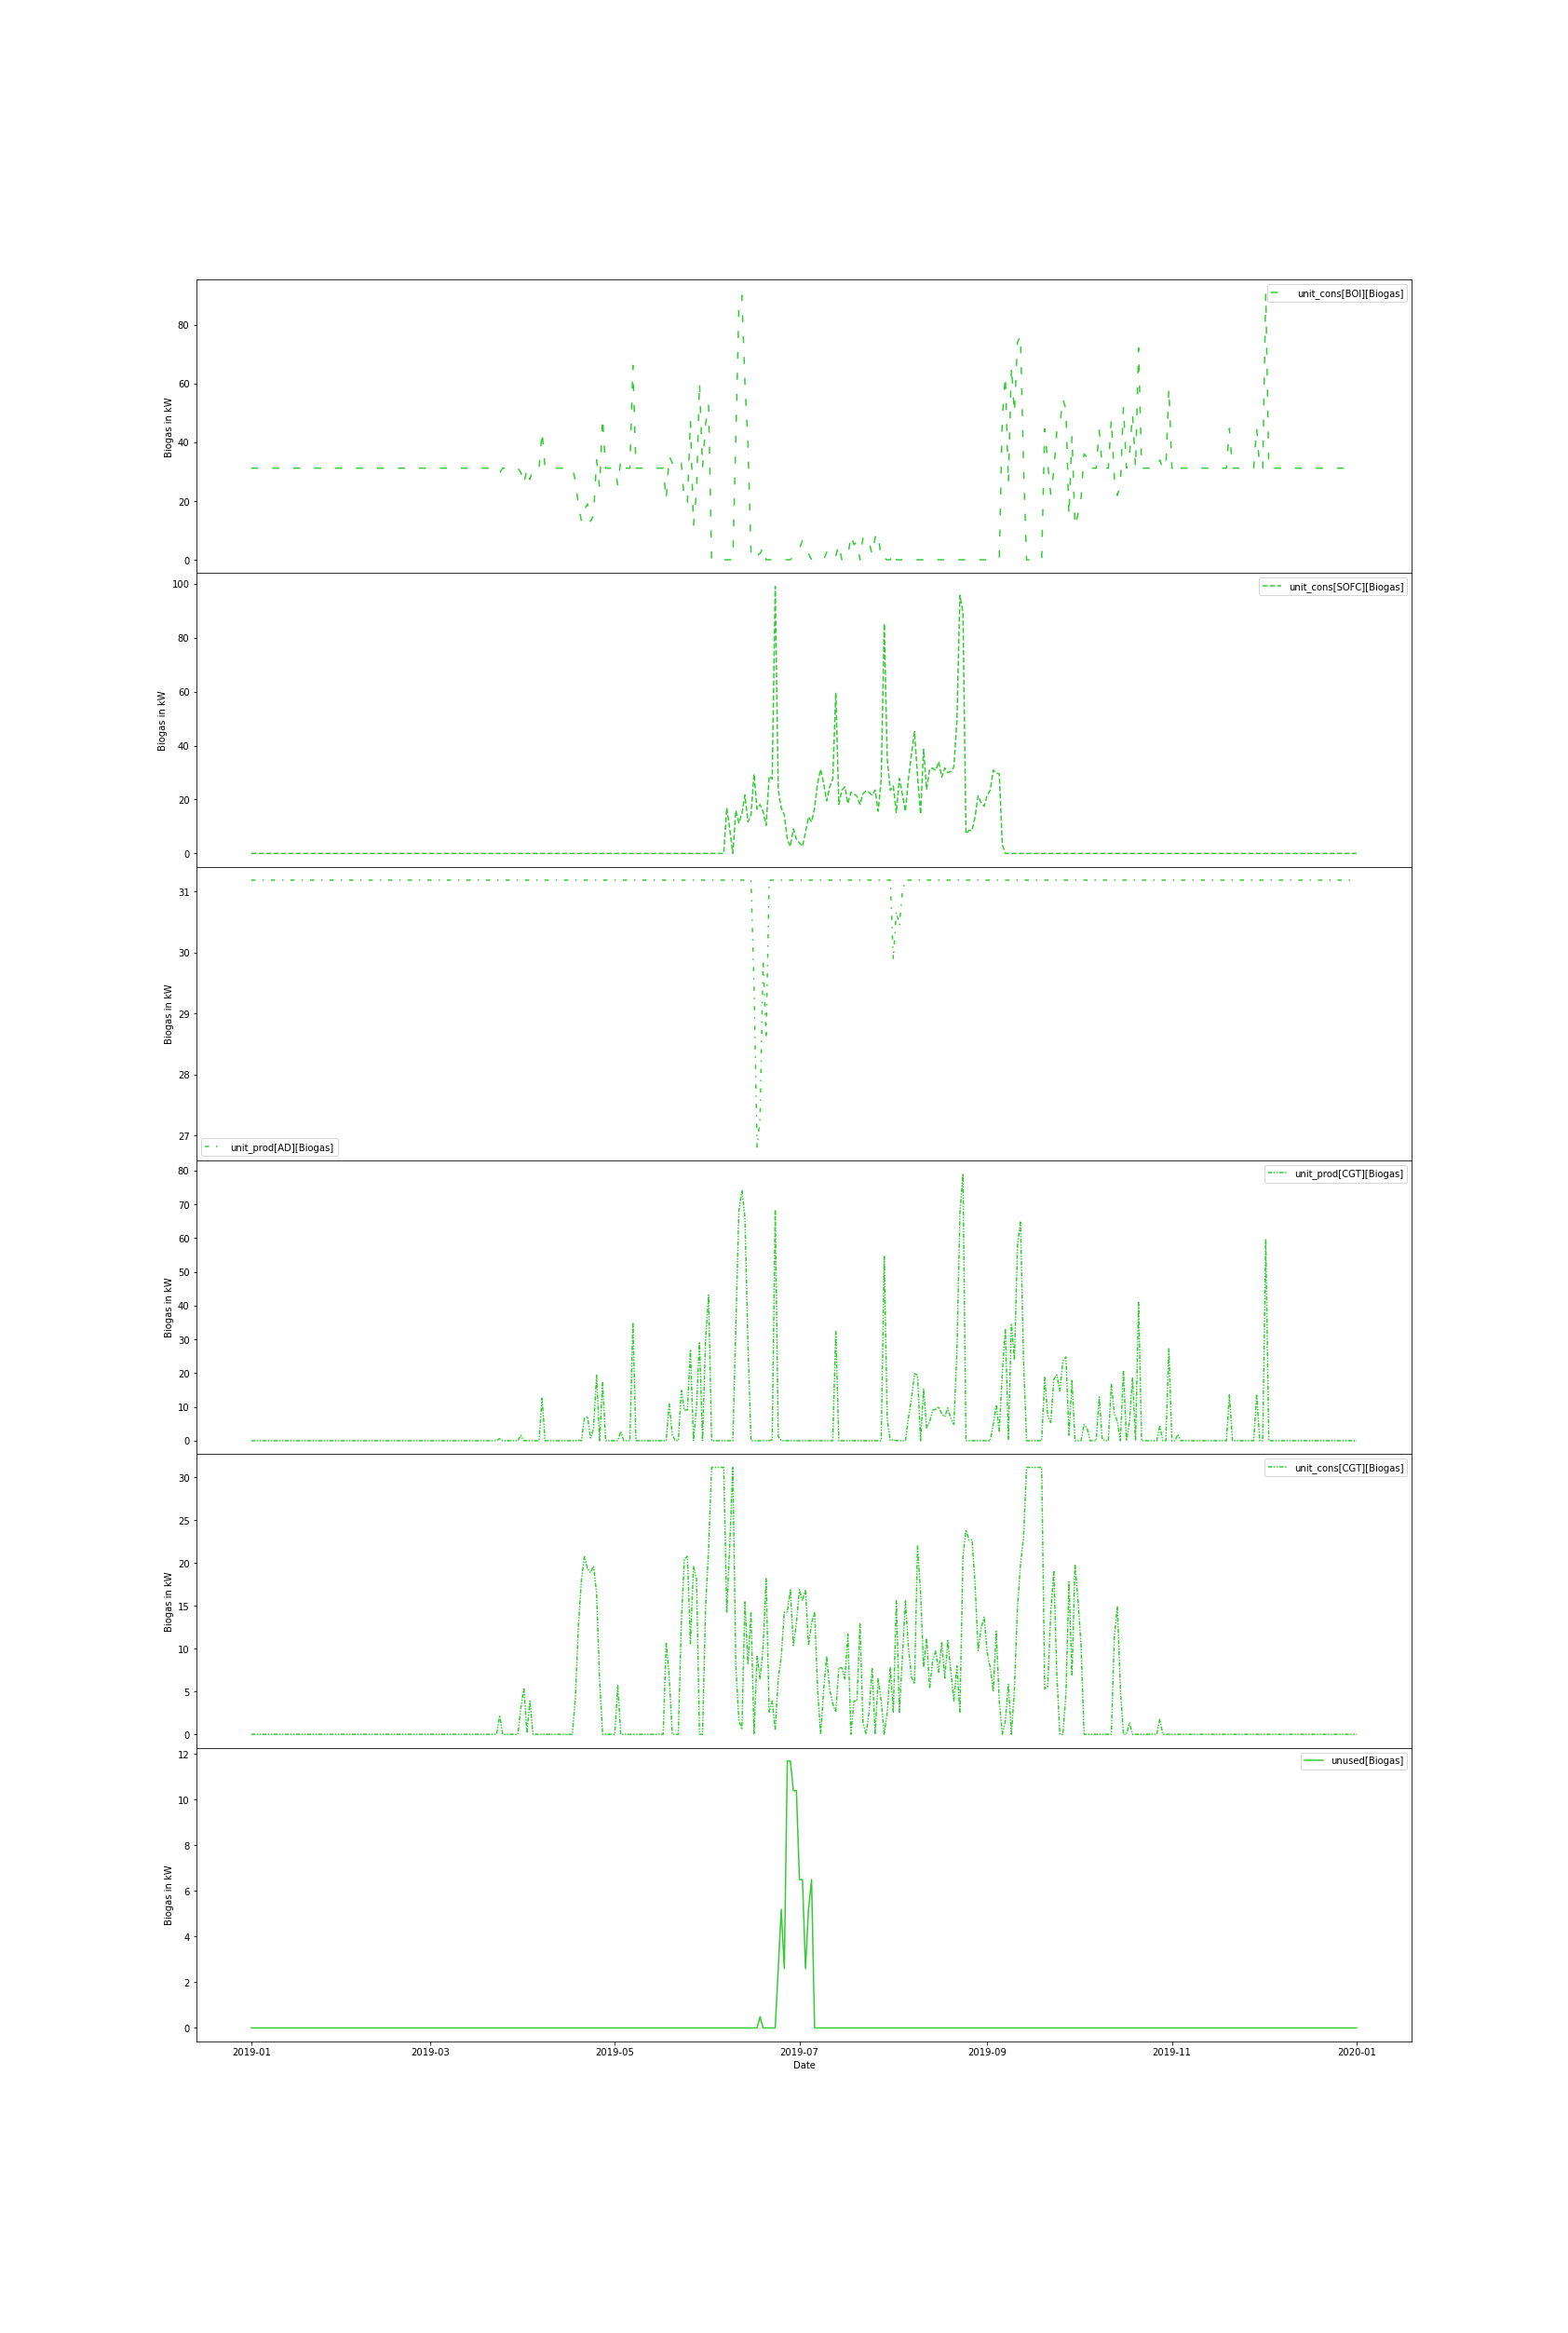 unit_cons[BOI][Biogas]
80
60
40
20
0
Biogas in kW
unit_cons[SOFC][Biogas]
100
80
60
40
20
0
Biogas in kW
31
30
29
28
27
Biogas in kW
unit_prod[AD][Biogas]
unit_prod[CGT][Biogas]
80
70
60
50
40
30
20
10
0
Biogas in kW
unit_cons[CGT][Biogas]
30
25
20
15
10
5
0
Biogas in kW
unused[Biogas]
12
10
8
6
4
2
0
Biogas in kW
2019-01 2019-03 2019-05 2019-07 2019-09 2019-11 2020-01
Date